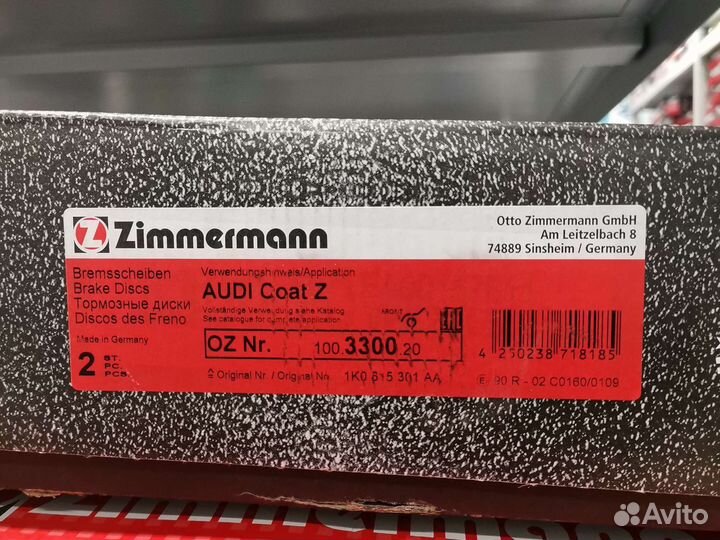 Zimmermann
Otto Zimmermann GmbH
Am Leitzelbach 8
74889 Sinsheim / Germany
Bremsscheiben
Brake Discs
Тормозные диски
Discos des Freno
Made in Germany
2 ST.
PC.
PCS.
Verwendungshinweis/Application
AUDI Coat Z
Vollständige Verwendung siehe Katalog
See catalogue for complete application
EAC
OZ Nr. 100.3300.20
Original Nr. / Original No. 1K0 615 301 AA
4 250238 718185
E1 90 R - 02 C0160/0109
Zimmermann
Avito